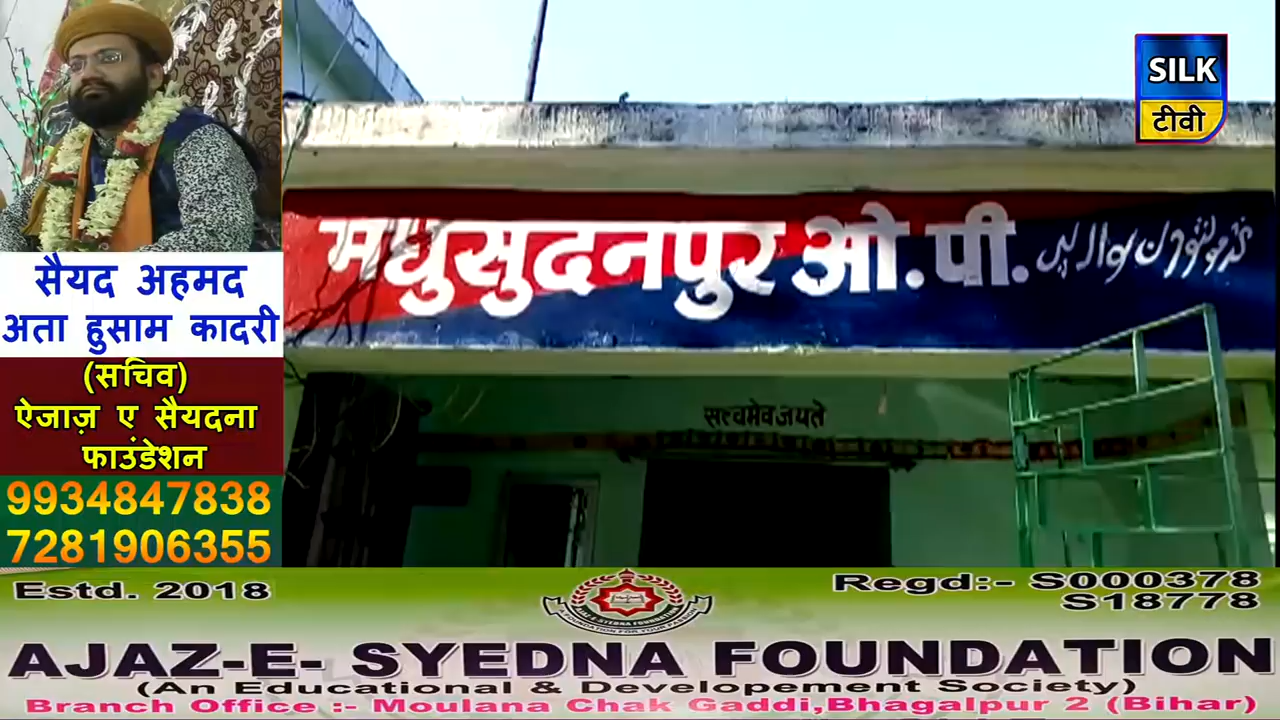 SILK
टीवी
मधुसुदनपुर ओ.पी.
सत्यमेव जयते
सैयद अहमद
अता हुसाम कादरी
(सचिव)
ऐजाज़ ए सैयदना
फाउंडेशन
9934847838
7281906355
Estd. 2018
Regd:- S000378
S18778
AJAZ-E- SYEDNA FOUNDATION
(An Educational & Developement Society)
Branch Office :- Moulana Chak Gaddi,Bhagalpur 2 (Bihar)